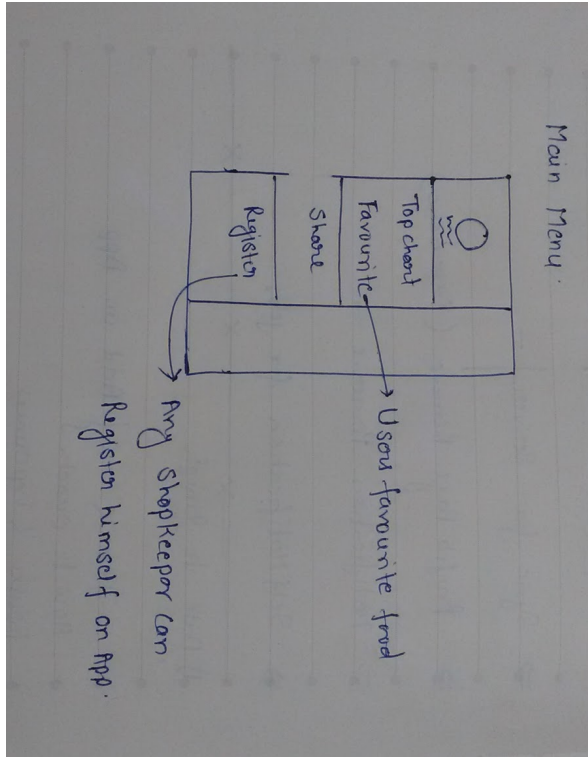 Main Menu.
Top chart
Favourite
Share
Register
Users favourite food
Any Shopkeeper can
Register himself on App.